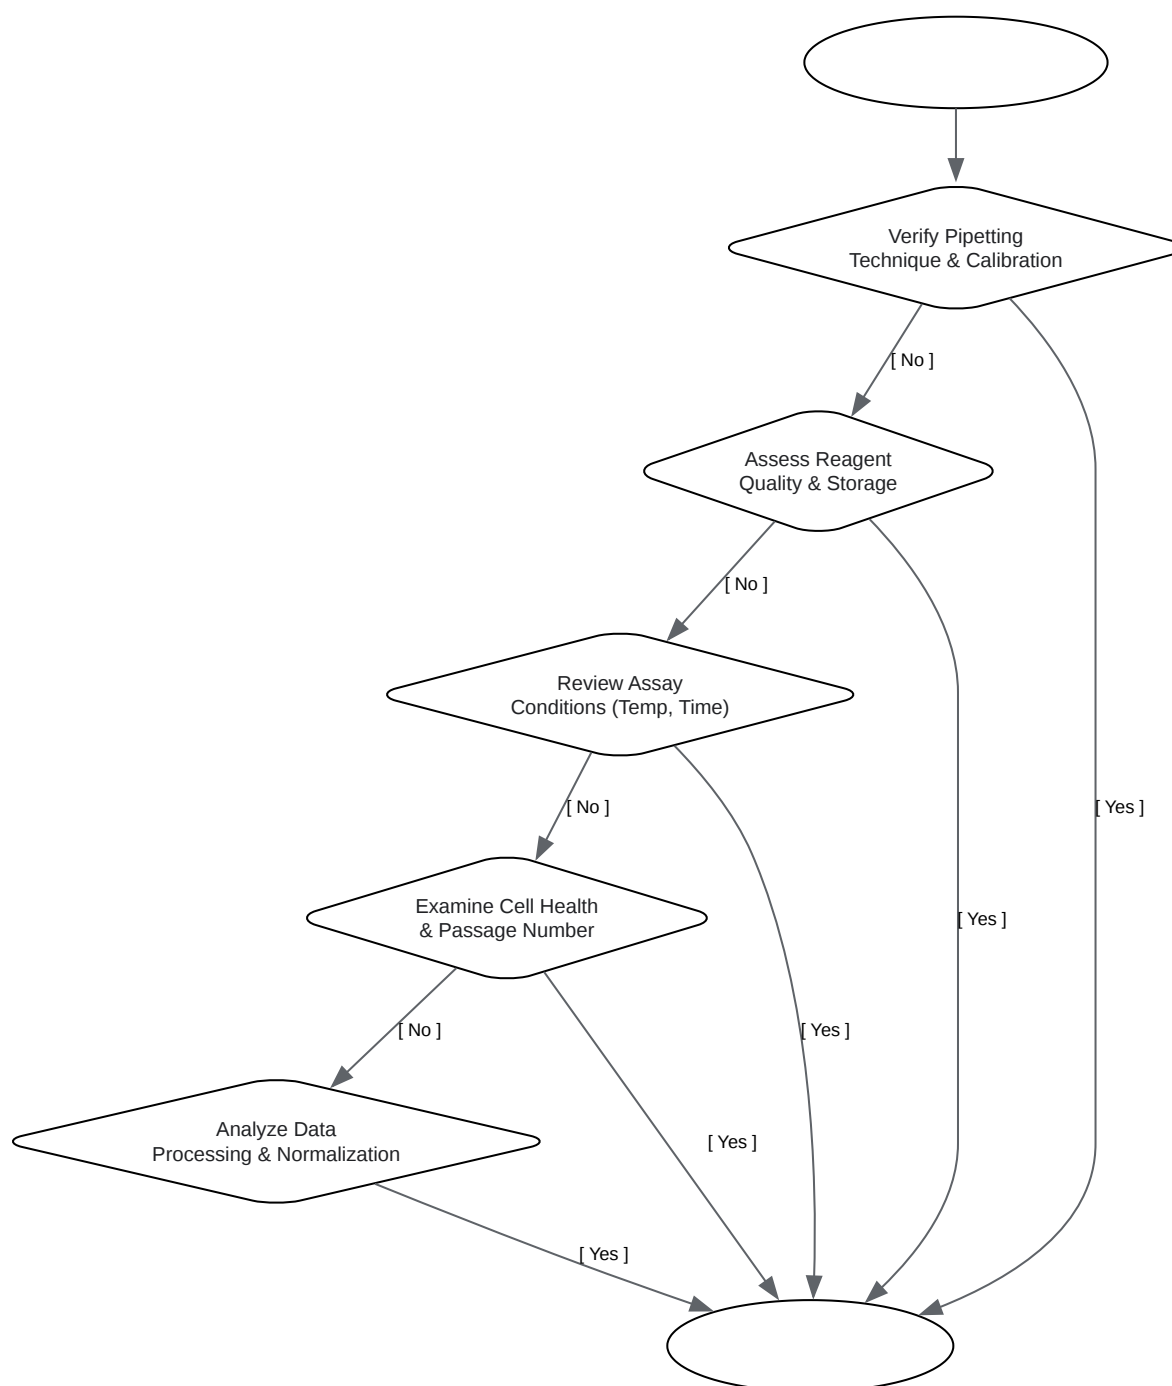 Verify Pipetting
Technique & Calibration
[ No ]
Assess Reagent
Quality & Storage
[ No ]
Review Assay
Conditions (Temp, Time)
[ No ]
[ Yes ]
Examine Cell Health
& Passage Number
[ Yes ]
[ No ]
[ Yes ]
Analyze Data
Processing & Normalization
[ Yes ]
[ Yes ]